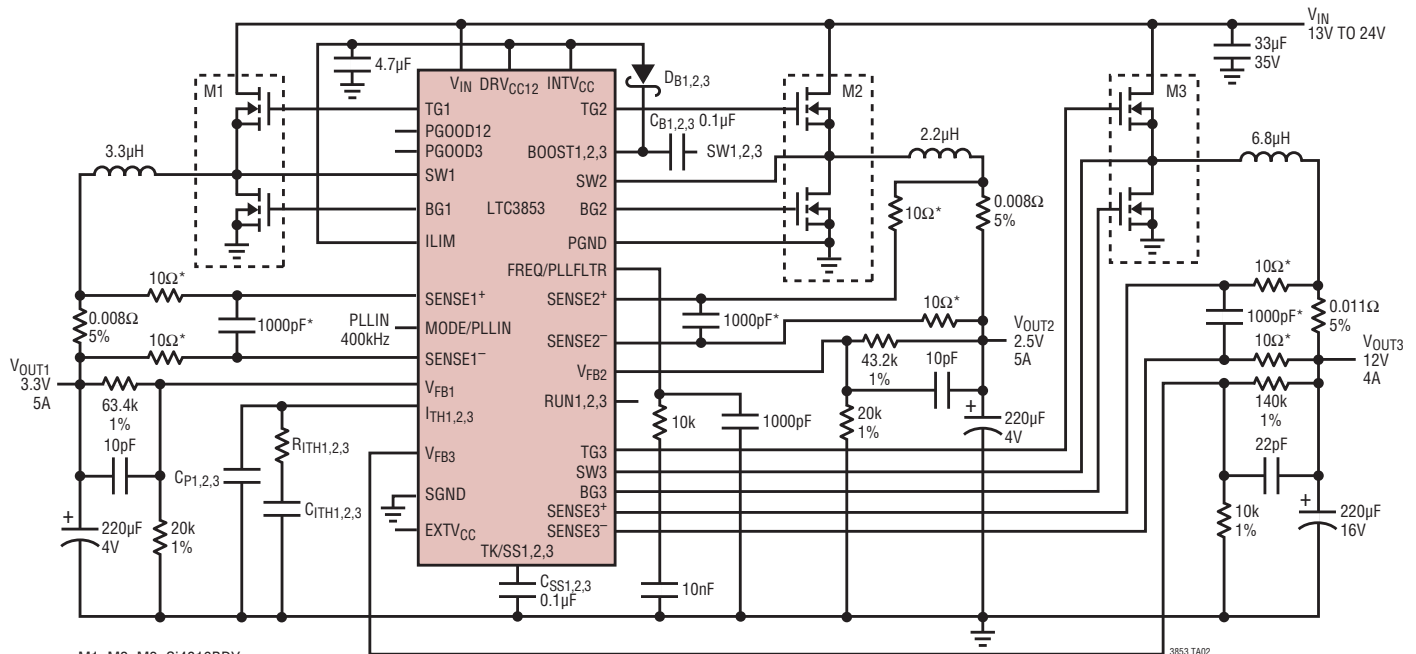 VIN
13V TO 24V
33µF
35V
4.7µF
M1
VIN
DRVCC12
INTVCC
DB1,2,3
M2
M3
TG1
TG2
CB1,2,3 0.1µF
PGOOD12
PGOOD3
BOOST1,2,3
SW1,2,3
2.2µH
6.8µH
3.3µH
SW1
SW2
BG1
LTC3853
BG2
10Ω*
0.008Ω
5%
ILIM
PGND
FREQ/PLLFLTR
10Ω*
SENSE1+
SENSE2+
10Ω*
10Ω*
0.008Ω
5%
1000pF*
PLLIN
400kHz
MODE/PLLIN
1000pF*
1000pF*
0.011Ω
5%
10Ω*
SENSE1–
SENSE2–
10Ω*
VOUT1
3.3V
5A
63.4k
1%
VFB1
VFB2
43.2k
1%
10pF
VOUT2
2.5V
5A
VOUT3
12V
4A
140k
1%
10pF
ITH1,2,3
RUN1,2,3
RITH1,2,3
10k
1000pF
20k
1%
220µF
4V
CP1,2,3
VFB3
TG3
22pF
SW3
SGND
BG3
CITH1,2,3
SENSE3+
+
220µF
4V
20k
1%
EXTVCC
SENSE3–
10k
1%
+
220µF
16V
TK/SS1,2,3
CSS1,2,3
0.1µF
10nF
+
3853 TA02